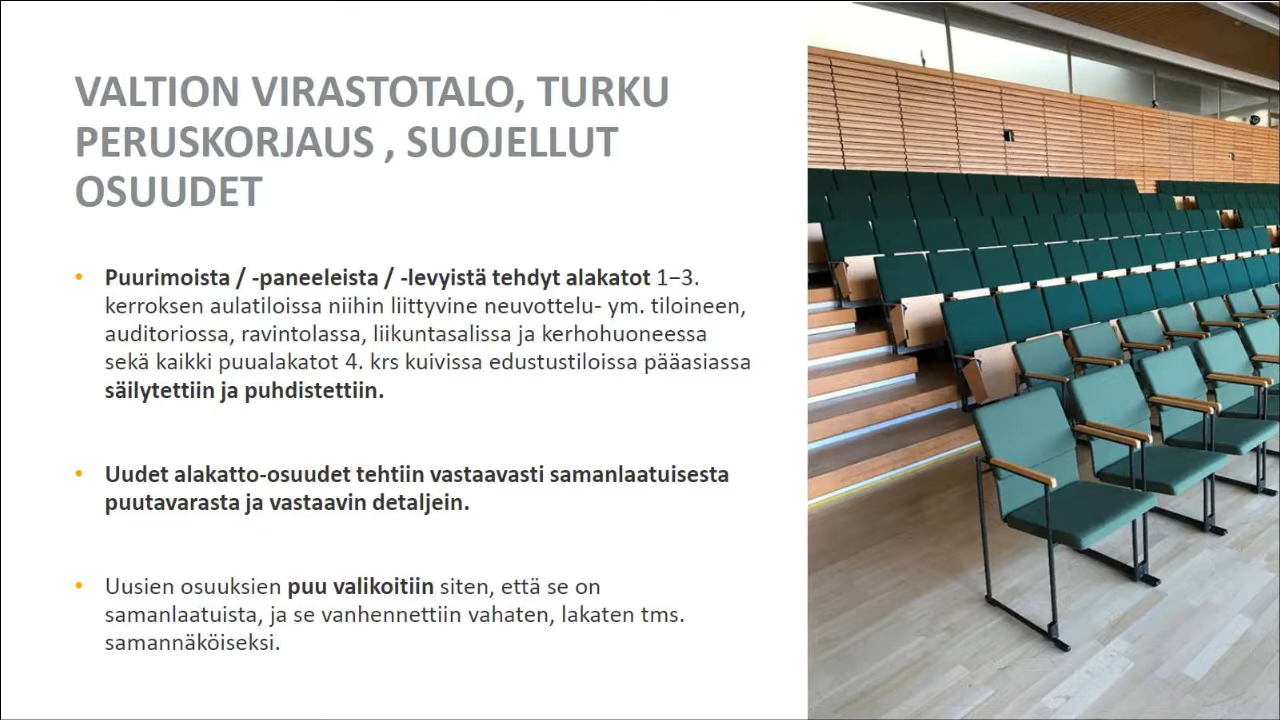 VALTION VIRASTOTALO, TURKU
PERUSKORJAUS , SUOJELLUT
OSUUDET
• Puurimoista / -paneeleista / -levyistä tehdyt alakatot 1–3.
kerroksen aulatiloissa niihin liittyvine neuvottelu- ym. tiloineen,
auditoriossa, ravintolassa, liikuntasalissa ja kerhohuoneessa
sekä kaikki puualakatot 4. krs kuivissa edustustiloissa pääasiassa
säilytettiin ja puhdistettiin.
• Uudet alakatto-osuudet tehtiin vastaavasti samanlaatuisesta
puutavarasta ja vastaavin detaljein.
• Uusien osuuksien puu valikoitiin siten, että se on
samanlaatuista, ja se vanhennettiin vahaten, lakaten tms.
samannäköiseksi.